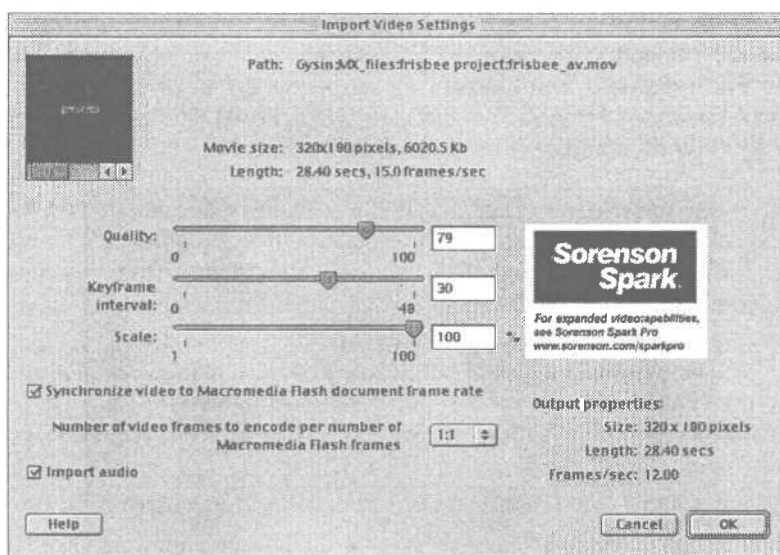 Import Video Settings
Path: Gysin:MX_files:frisbee project:frisbee_av.mov
preview
Movie size: 320x180 pixels, 6020.5 Kb
Length: 28.40 secs, 15.0 frames/sec
Quality: 79
0 100
Keyframe interval: 30
0 48
Scale: 100 %
1 100
Sorenson
Spark
For expanded video capabilities,
see Sorenson Spark Pro
www.sorenson.com/sparkpro
Synchronize video to Macromedia Flash document frame rate
Number of video frames to encode per number of
Macromedia Flash frames
1:1
Import audio
Output properties:
Size: 320 x 180 pixels
Length: 28.40 secs
Frames/sec: 12.00
Help
Cancel
OK